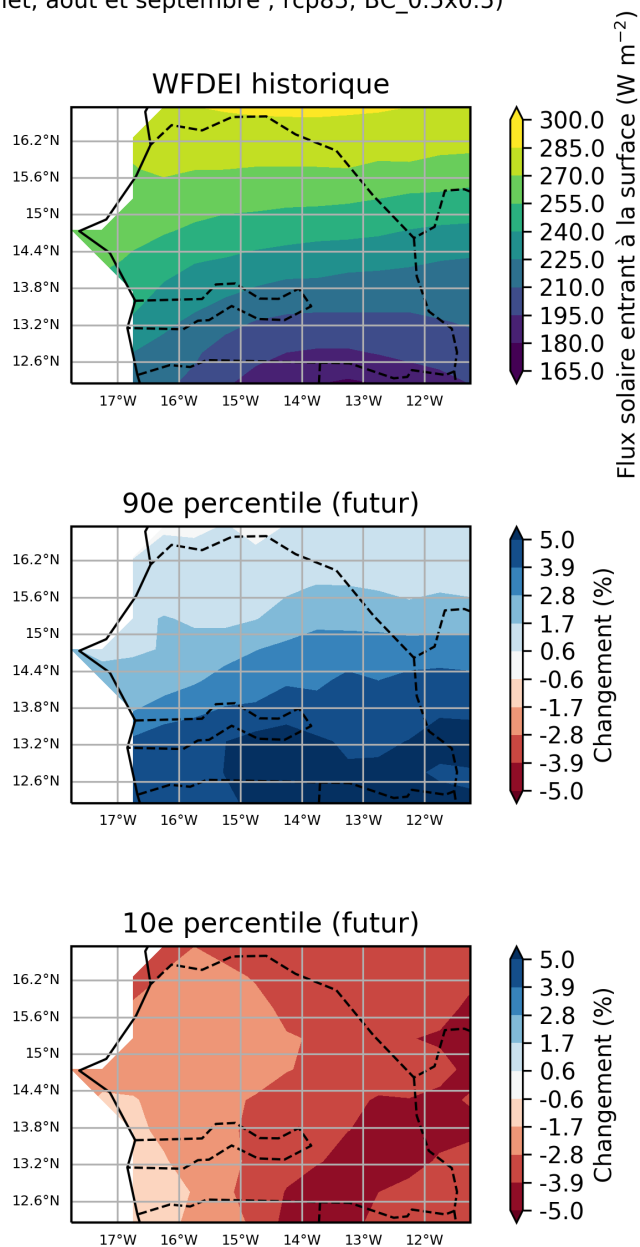 août et septembre ; rcp85; BC_0.5x0.5)
WFDEI historique
16.2°N
15.6°N
15°N
14.4°N
13.8°N
13.2°N
12.6°N
17°W 16°W 15°W 14°W 13°W 12°W
300.0
285.0
270.0
255.0
240.0
225.0
210.0
195.0
180.0
165.0
Flux solaire entrant à la surface (W m⁻²)
90e percentile (futur)
16.2°N
15.6°N
15°N
14.4°N
13.8°N
13.2°N
12.6°N
17°W 16°W 15°W 14°W 13°W 12°W
5.0
3.9
2.8
1.7
0.6
-0.6
-1.7
-2.8
-3.9
-5.0
Changement (%)
10e percentile (futur)
16.2°N
15.6°N
15°N
14.4°N
13.8°N
13.2°N
12.6°N
17°W 16°W 15°W 14°W 13°W 12°W
5.0
3.9
2.8
1.7
0.6
-0.6
-1.7
-2.8
-3.9
-5.0
Changement (%)